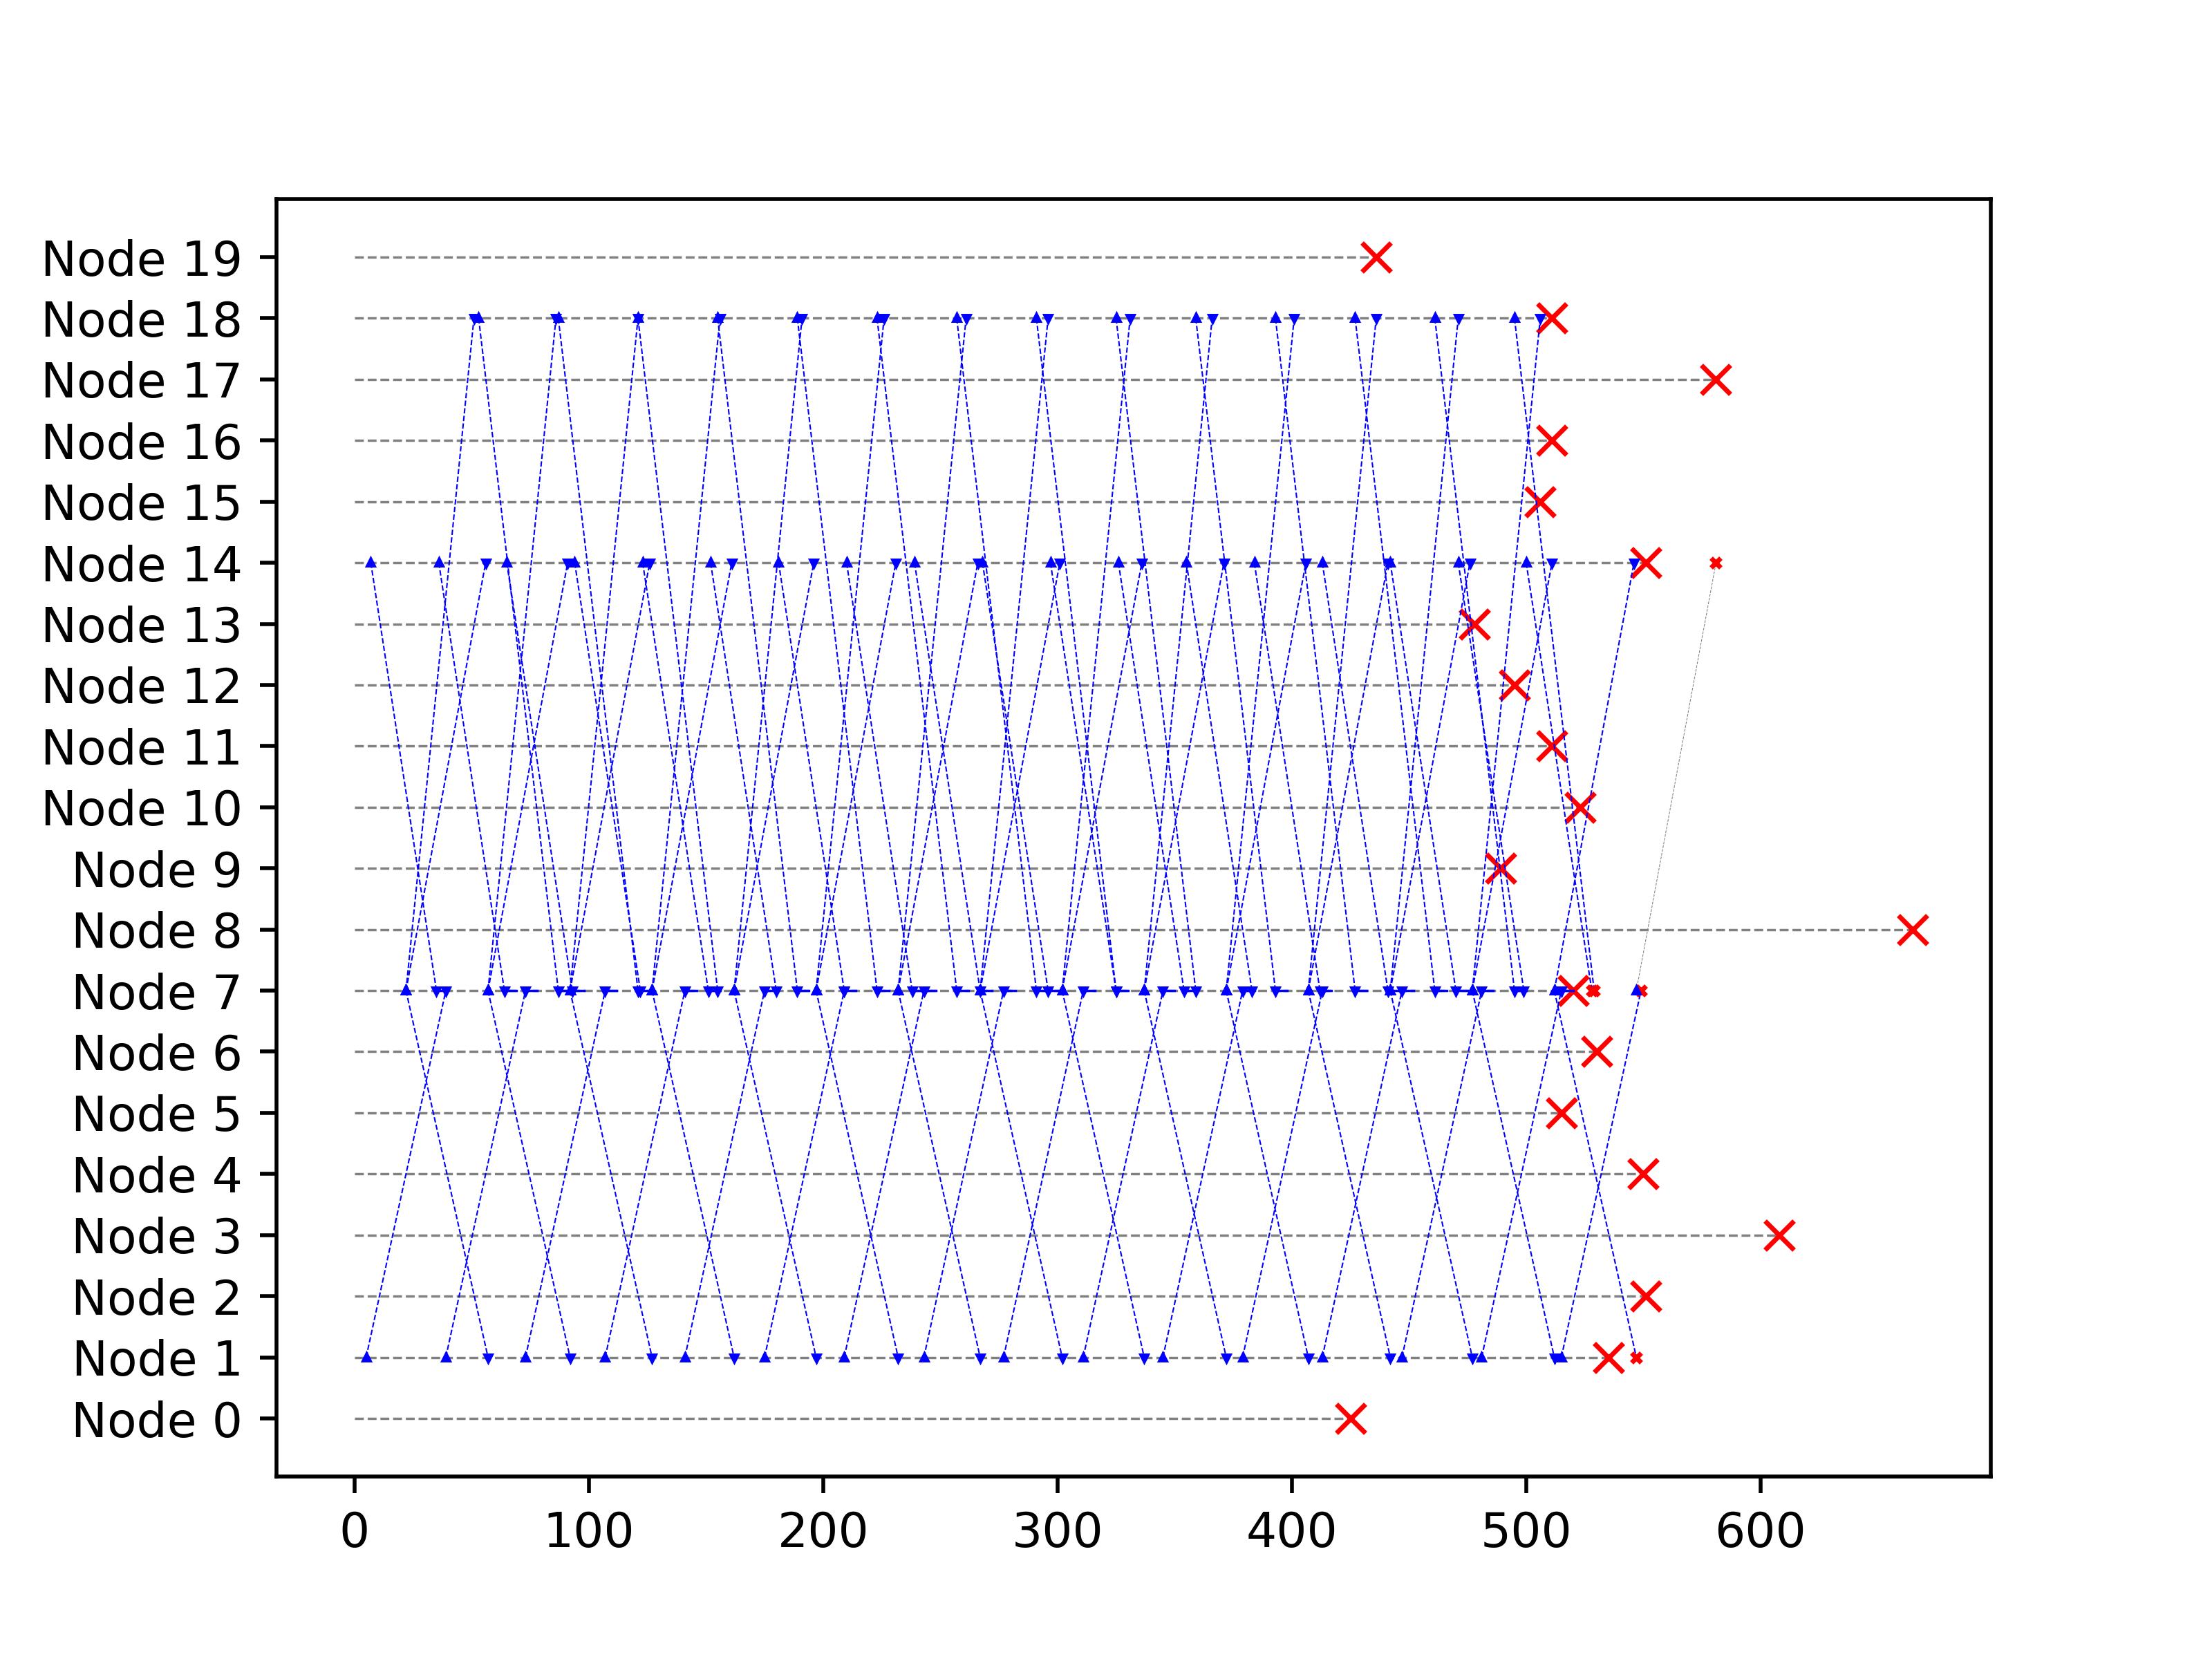 Node 19
Node 18
Node 17
Node 16
Node 15
Node 14
Node 13
Node 12
Node 11
Node 10
Node 9
Node 8
Node 7
Node 6
Node 5
Node 4
Node 3
Node 2
Node 1
Node 0
0 100 200 300 400 500 600